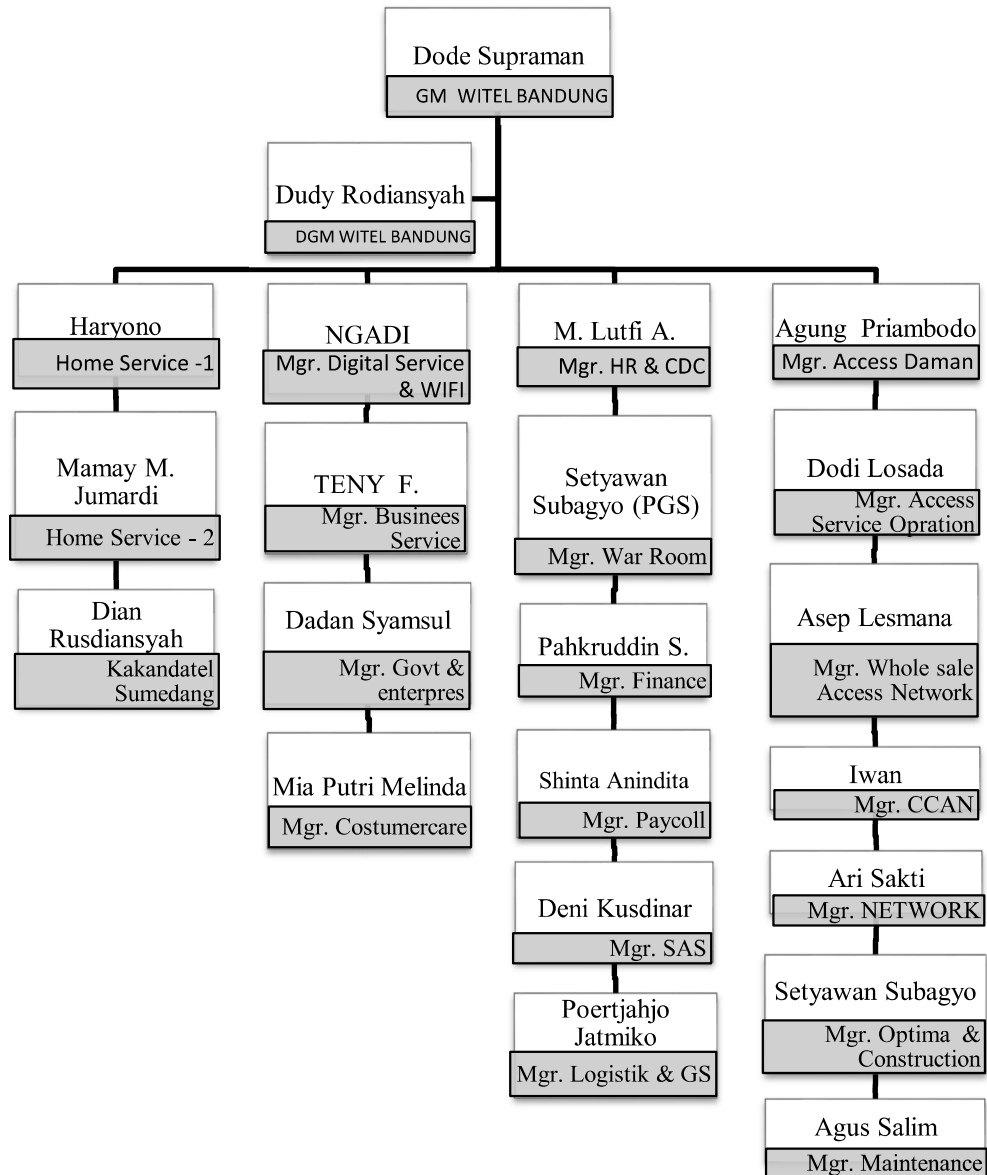 Dode Supraman
GM WITEL BANDUNG
Dudy Rodiansyah
DGM WITEL BANDUNG
Haryono
Home Service -1
Mamay M.
Jumardi
Home Service - 2
Dian
Rusdiansyah
Kakandatel
Sumedang
NGADI
Mgr. Digital Service
& WIFI
TENY F.
Mgr. Businees
Service
Dadan Syamsul
Mgr. Govt &
enterpres
Mia Putri Melinda
Mgr. Costumercare
M. Lutfi A.
Mgr. HR & CDC
Setyawan
Subagyo (PGS)
Mgr. War Room
Pahkruddin S.
Mgr. Finance
Shinta Anindita
Mgr. Paycoll
Deni Kusdinar
Mgr. SAS
Poertjahjo
Jatmiko
Mgr. Logistik & GS
Agung Priambodo
Mgr. Access Daman
Dodi Losada
Mgr. Access
Service Opration
Asep Lesmana
Mgr. Whole sale
Access Network
Iwan
Mgr. CCAN
Ari Sakti
Mgr. NETWORK
Setyawan Subagyo
Mgr. Optima &
Construction
Agus Salim
Mgr. Maintenance